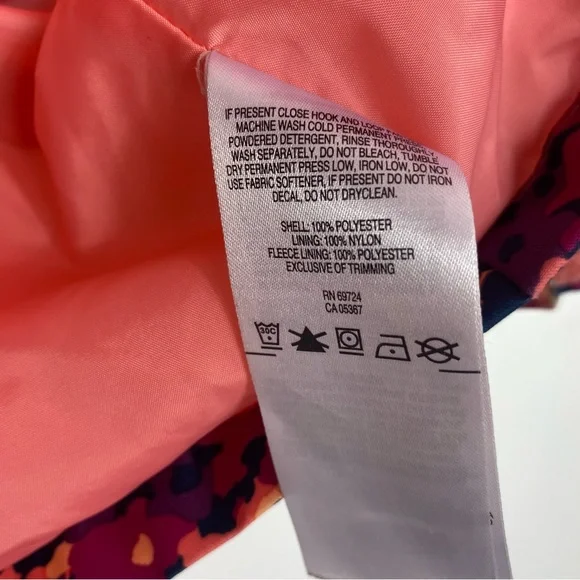 IF PRESENT CLOSE HOOK AND LOOP
MACHINE WASH COLD PERMANENT PRESS
POWDERED DETERGENT, RINSE THOROUGHLY
WASH SEPARATELY, DO NOT BLEACH, TUMBLE
DRY PERMANENT PRESS LOW, IRON LOW, DO NOT
USE FABRIC SOFTENER, IF PRESENT DO NOT IRON
DECAL, DO NOT DRYCLEAN.
SHELL: 100% POLYESTER
LINING: 100% NYLON
FLEECE LINING: 100% POLYESTER
EXCLUSIVE OF TRIMMING
RN 69724
CA 05367
30C